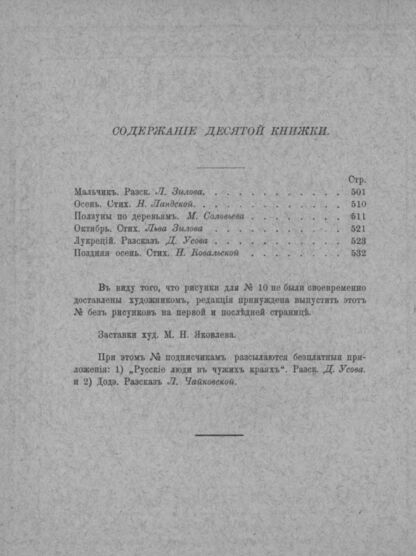 СОДЕРЖАНІЕ ДЕСЯТОЙ КНИЖКИ.
Стр.
Мальчикъ. Разск. Л. Зилова. . . . . . . . . . . . . 501
Осень. Стих. Н. Ландской. . . . . . . . . . . . . 510
Ползуны по деревьямъ. М. Соловьева . . . . . . . . . 511
Октябрь. Стих. Льва Зилова . . . . . . . . . . . . 521
Лукрецій. Разсказъ Д. Усова . . . . . . . . . . . . 523
Поздняя осень. Стих. Н. Ковальской . . . . . . . . . 532
Въ виду того, что рисунки для № 10 не были своевременно
доставлены художникомъ, редакція принуждена выпустить этотъ
№ безъ рисунковъ на первой и послѣдней страницѣ.
Заставки худ. М. Н. Яковлева.
При этомъ № подписчикамъ разсылаются безплатныя при-
ложенія: 1) „Русскіе люди въ чужихъ краяхъ“. Разск. Д. Усова.
и 2) Додэ. Разсказъ Л. Чайковской.